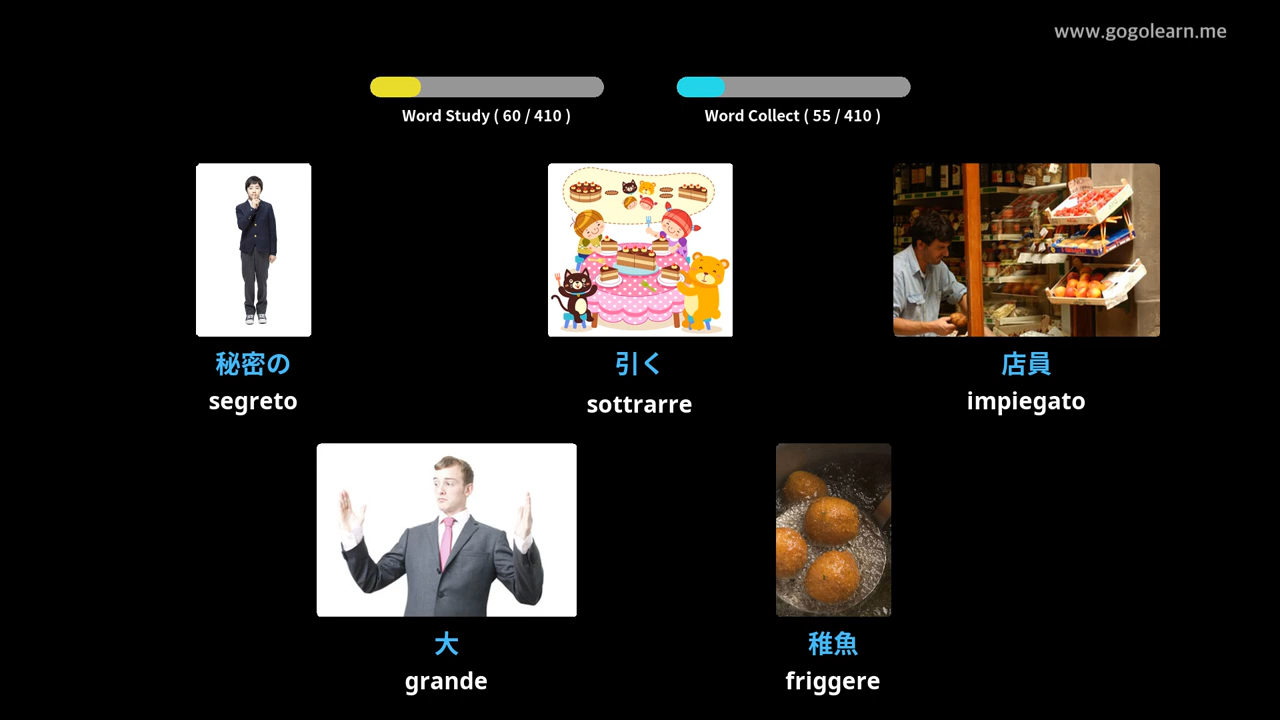 www.gogolearn.me
Word Study ( 60 / 410 )
Word Collect ( 55 / 410 )
秘密の
segreto
引く
sottrarre
店員
impiegato
大
grande
稚魚
friggere